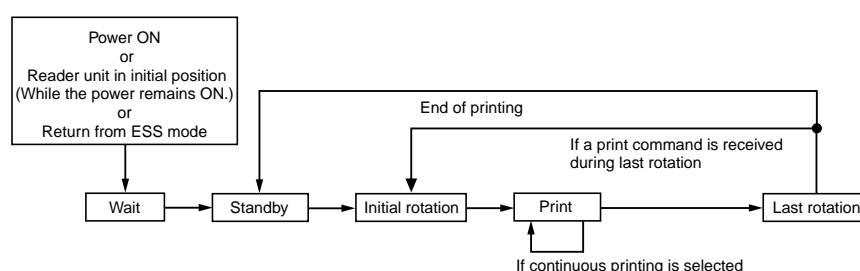 Power ON
or
Reader unit in initial position
(While the power remains ON.)
or
Return from ESS mode
End of printing
If a print command is received
during last rotation
Wait
Standby
Initial rotation
Print
Last rotation
If continuous printing is selected